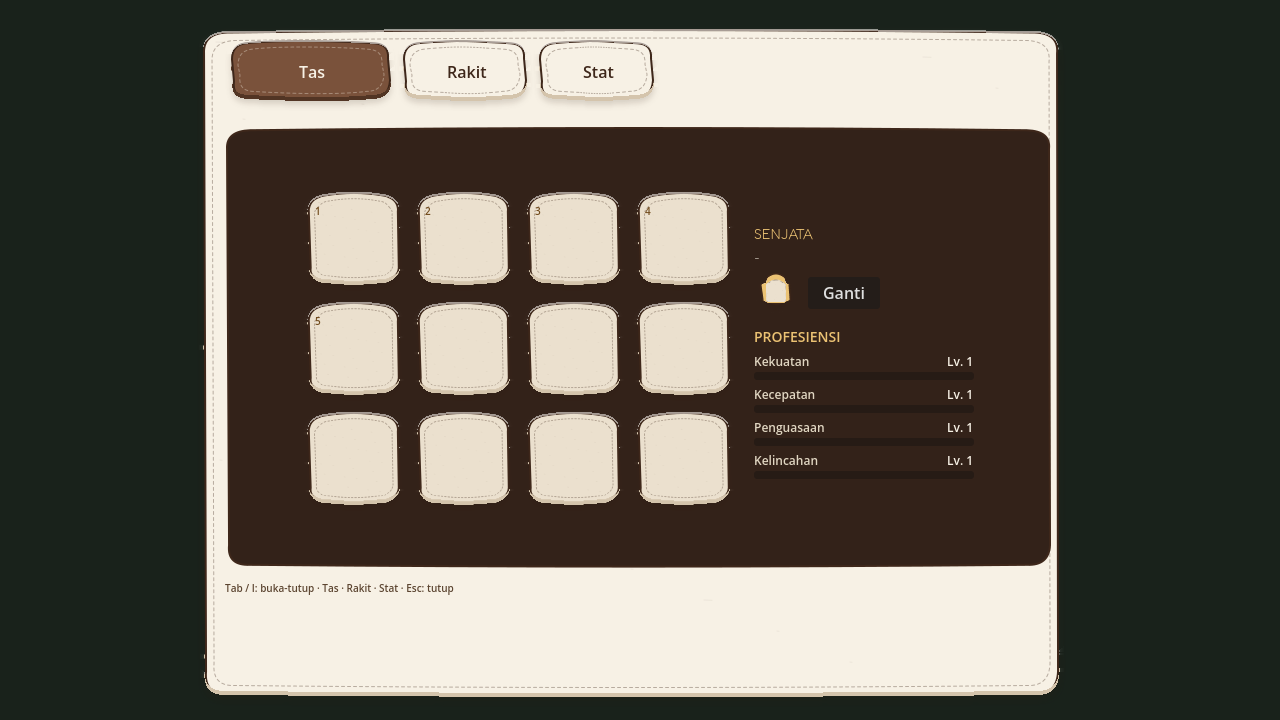 Tas
Rakit
Stat
1
2
3
4
5
SENJATA
-
Ganti
PROFESIENSI
Kekuatan Lv. 1
Kecepatan Lv. 1
Penguasaan Lv. 1
Kelincahan Lv. 1
Tab / I: buka-tutup · Tas · Rakit · Stat · Esc: tutup